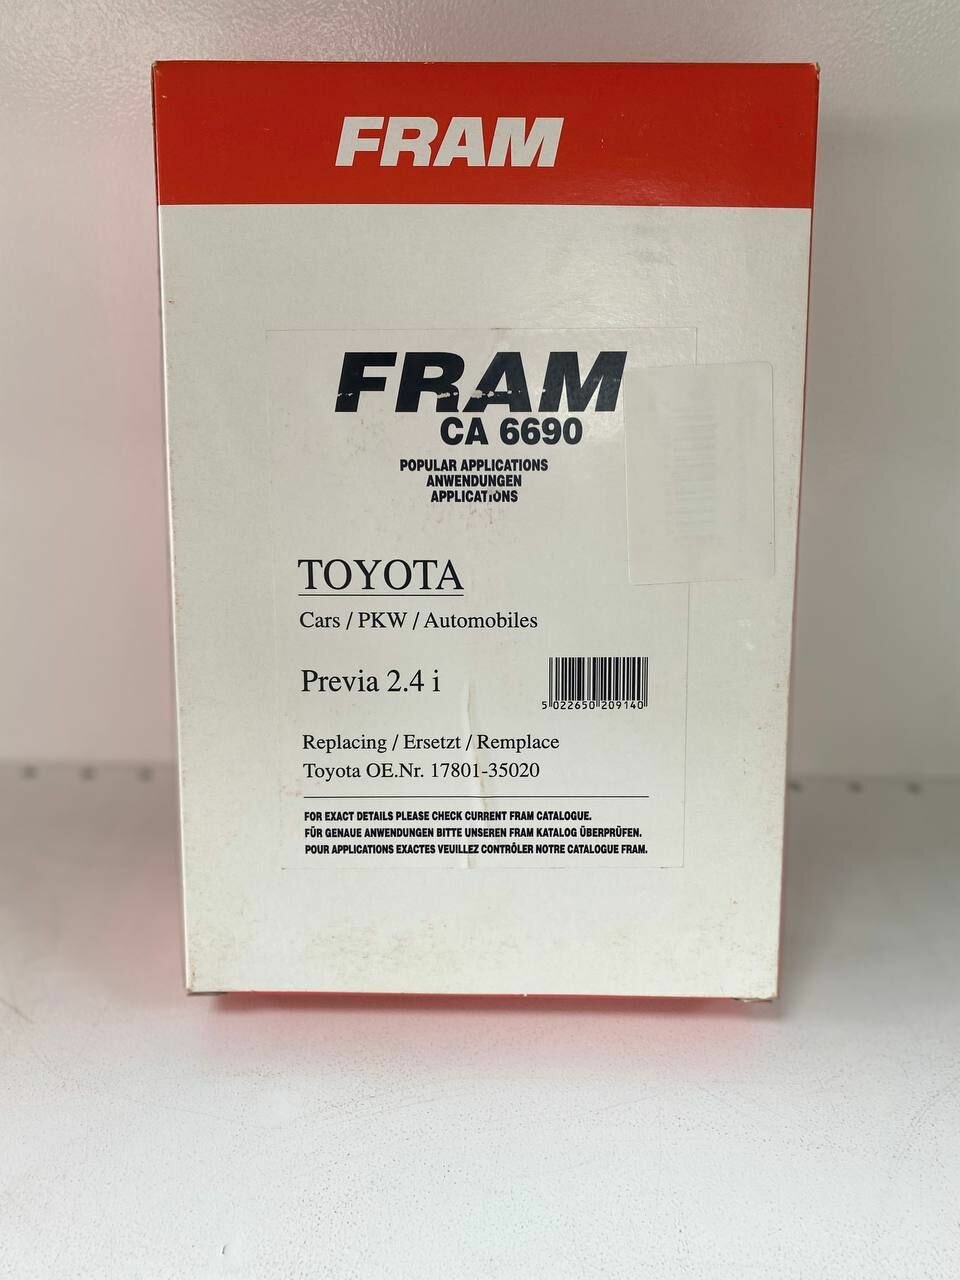 FRAM
FRAM
CA 6690
POPULAR APPLICATIONS
ANWENDUNGEN
APPLICATIONS
TOYOTA
Cars / PKW / Automobiles
Previa 2.4 i
5 022650 209140
Replacing / Ersetzt / Remplace
Toyota OE.Nr. 17801-35020
FOR EXACT DETAILS PLEASE CHECK CURRENT FRAM CATALOGUE.
FÜR GENAUE ANWENDUNGEN BITTE UNSEREN FRAM KATALOG ÜBERPRÜFEN.
POUR APPLICATIONS EXACTES VEUILLEZ CONTRÔLER NOTRE CATALOGUE FRAM.